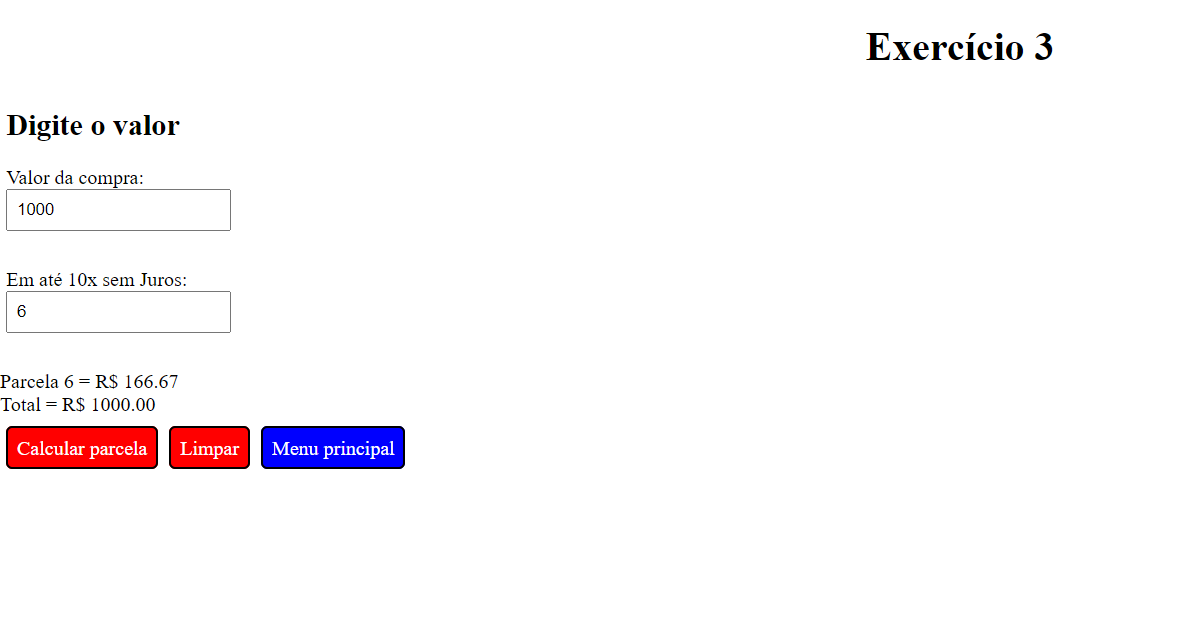 Exercício 3
Digite o valor
Valor da compra:
1000
Em até 10x sem Juros:
6
Parcela 6 = R$ 166.67
Total = R$ 1000.00
Calcular parcela Limpar Menu principal